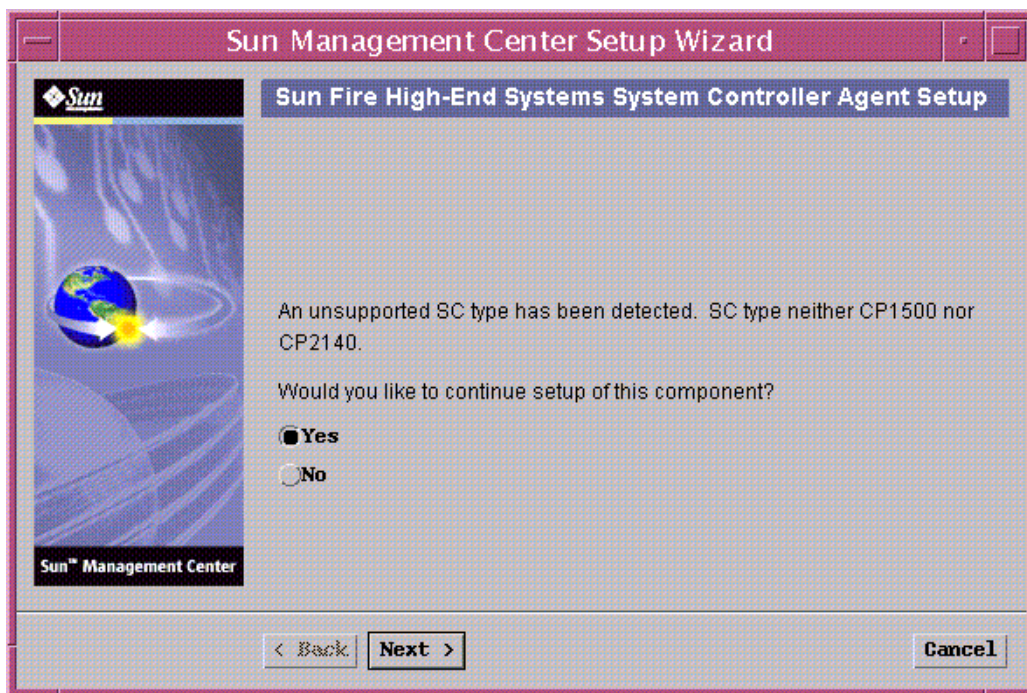 Sun Management Center Setup Wizard
Sun
Sun Fire High-End Systems System Controller Agent Setup
An unsupported SC type has been detected. SC type neither CP1500 nor
CP2140.
Would you like to continue setup of this component?
Yes
No
Sun™ Management Center
< Back
Next >
Cancel